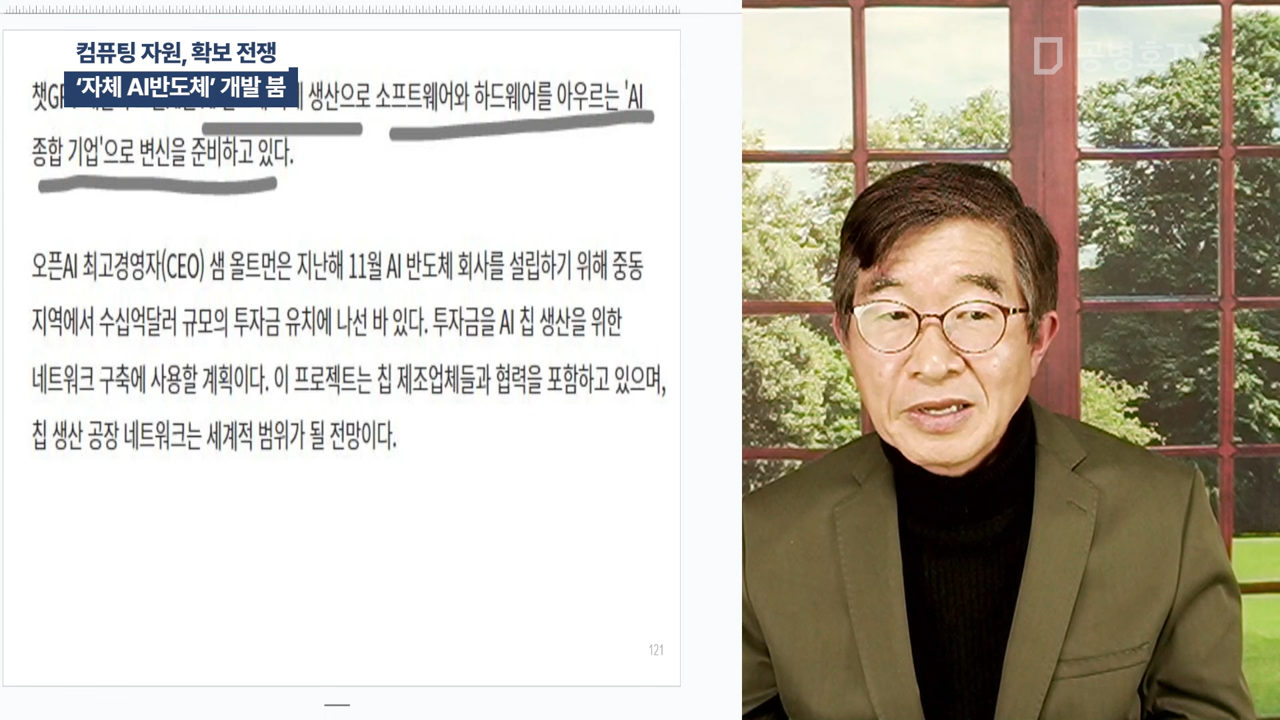 컴퓨팅 자원, 확보 전쟁
‘자체 AI반도체’ 개발 붐
생산으로 소프트웨어와 하드웨어를 아우르는 'AI
종합 기업'으로 변신을 준비하고 있다.
오픈AI 최고경영자(CEO) 샘 올트먼은 지난해 11월 AI 반도체 회사를 설립하기 위해 중동
지역에서 수십억달러 규모의 투자금 유치에 나선 바 있다. 투자금을 AI 칩 생산을 위한
네트워크 구축에 사용할 계획이다. 이 프로젝트는 칩 제조업체들과 협력을 포함하고 있으며,
칩 생산 공장 네트워크는 세계적 범위가 될 전망이다.
121
공병호TV